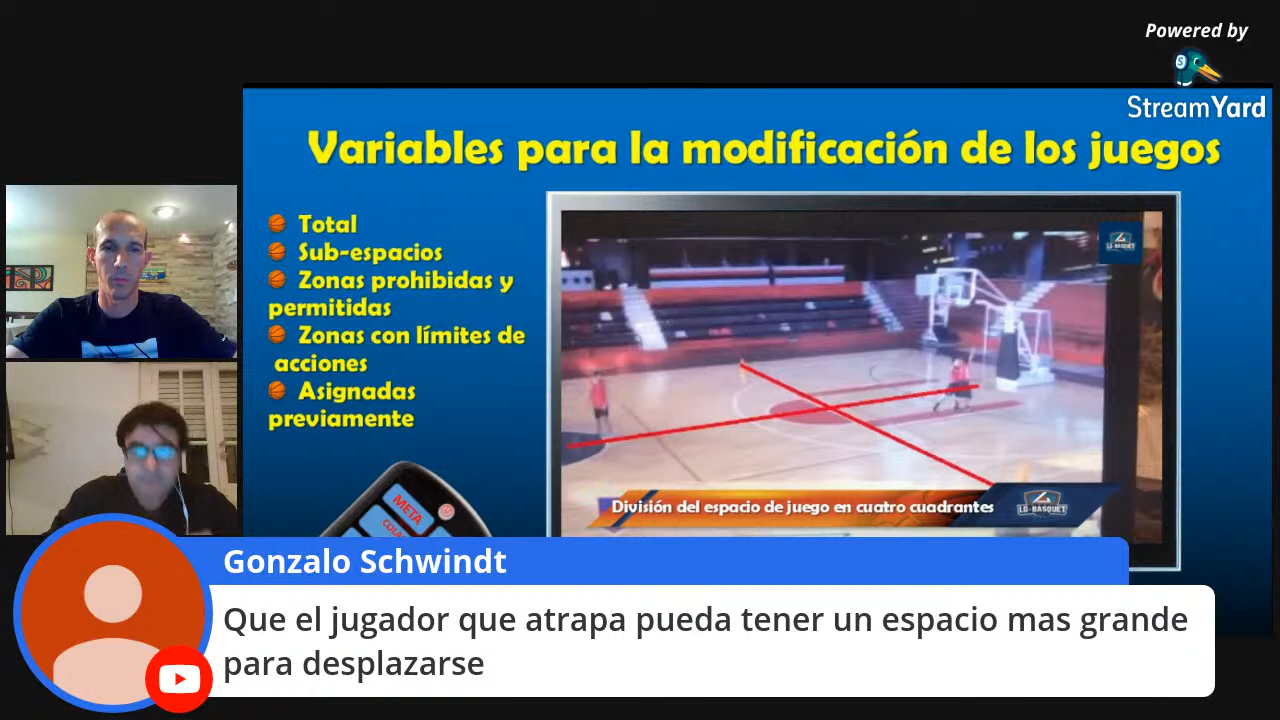 Powered by
StreamYard
Variables para la modificación de los juegos
Total
Sub-espacios
Zonas prohibidas y
permitidas
Zonas con límites de
acciones
Asignadas
previamente
LG-BASQUET
División del espacio de juego en cuatro cuadrantes
LG-BASQUET
META
Gonzalo Schwindt
Que el jugador que atrapa pueda tener un espacio mas grande
para desplazarse